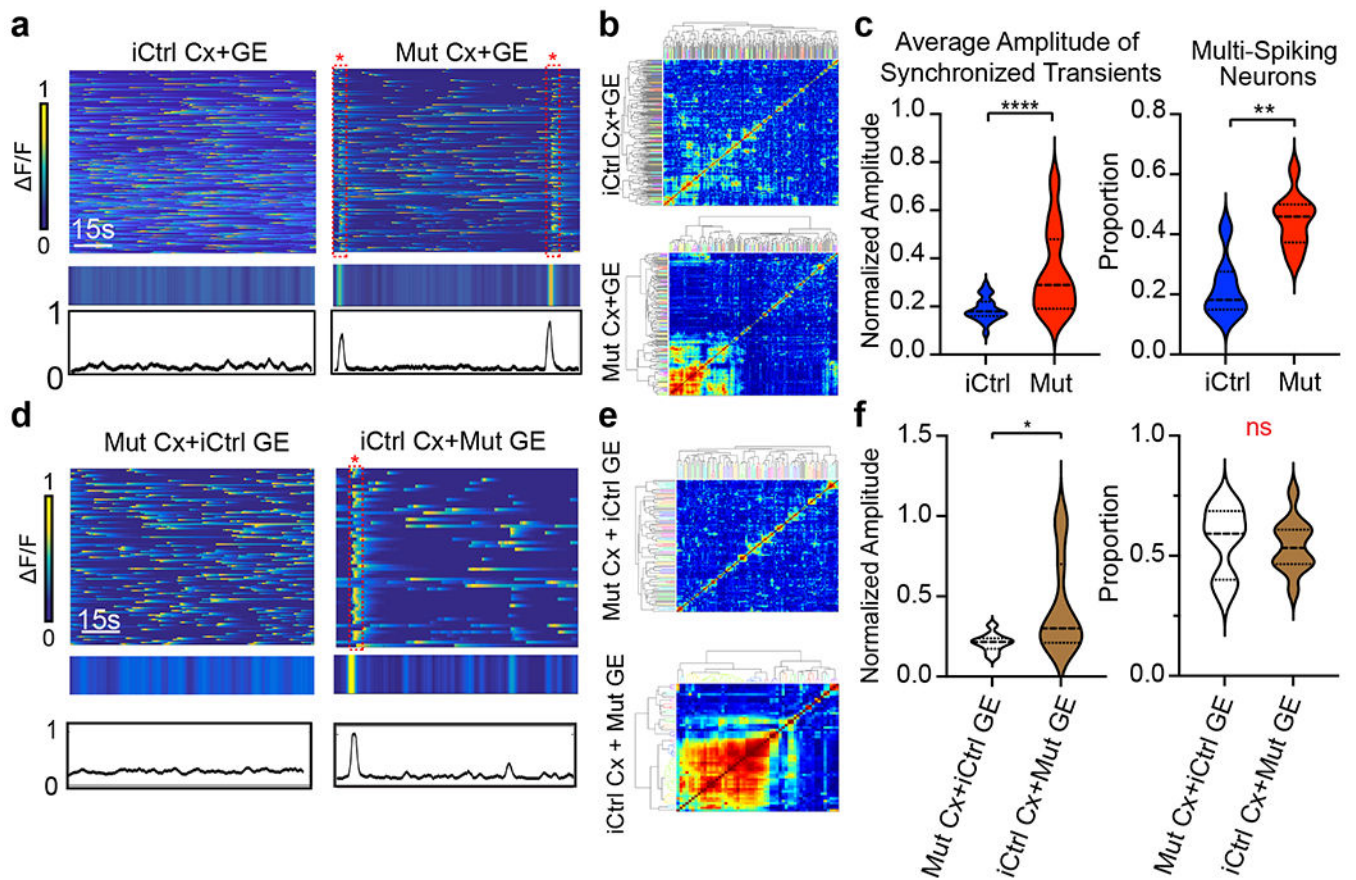 a
iCtrl Cx+GE
Mut Cx+GE
*
*
1
ΔF/F
0
15s
1
0
b
iCtrl Cx+GE
Mut Cx+GE
c
Average Amplitude of
Synchronized Transients
Multi-Spiking
Neurons
Normalized Amplitude
1.0
0.8
0.6
0.4
0.2
0.0
****
iCtrl
Mut
Proportion
0.8
0.6
0.4
0.2
0.0
**
iCtrl
Mut
d
Mut Cx+iCtrl GE
iCtrl Cx+Mut GE
*
1
ΔF/F
0
15s
1
0
e
Mut Cx + iCtrl GE
iCtrl Cx + Mut GE
f
Normalized Amplitude
1.5
1.0
0.5
0.0
*
Mut Cx+iCtrl GE
iCtrl Cx+Mut GE
Proportion
1.0
0.5
0.0
ns
Mut Cx+iCtrl GE
iCtrl Cx+Mut GE